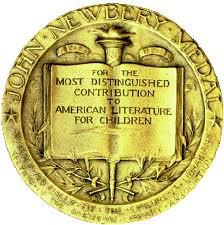 JOHN NEWBERY MEDAL
FOR THE
MOST DISTINGUISHED
CONTRIBUTION
TO
AMERICAN LITERATURE
FOR CHILDREN